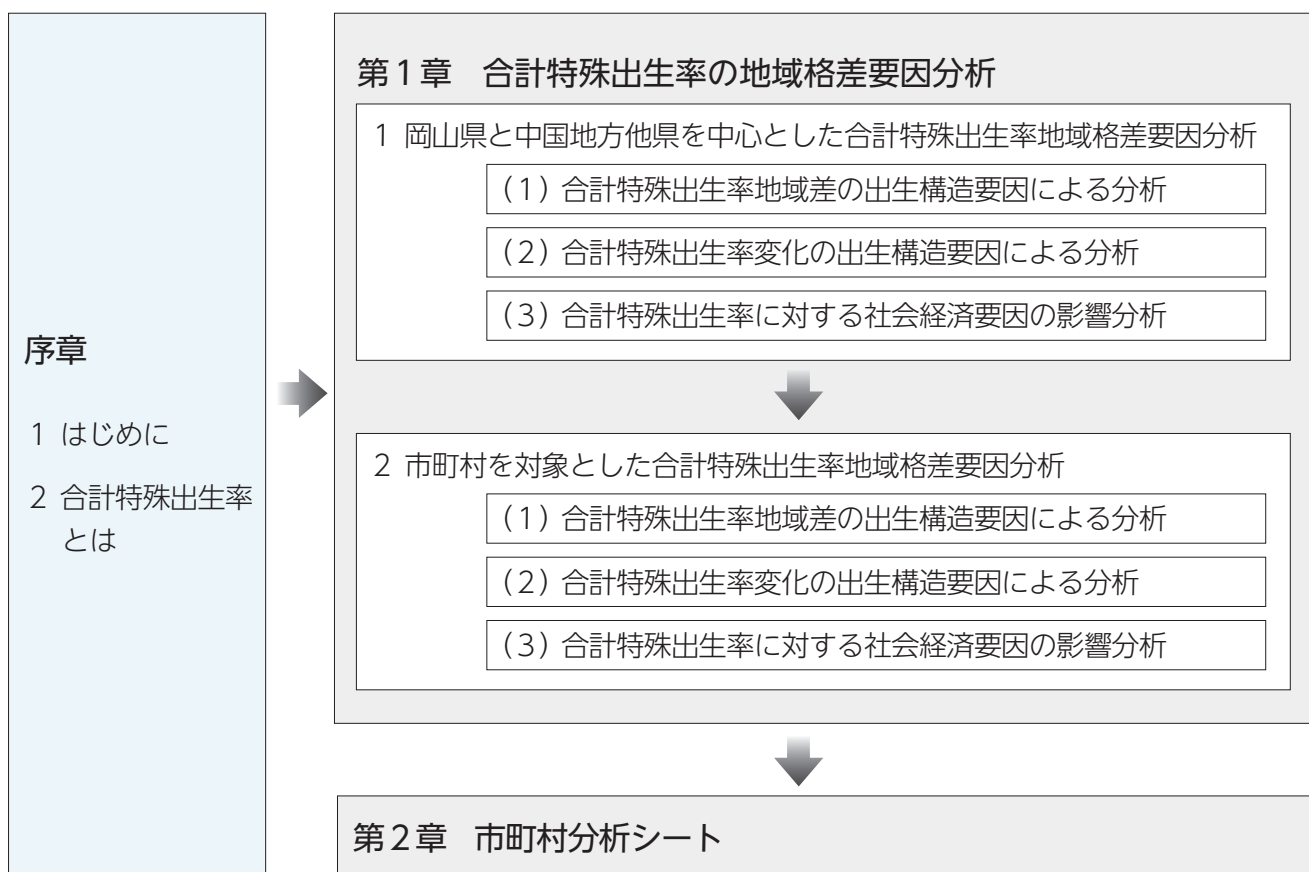 序章
1 はじめに
2 合計特殊出生率
とは
第1章 合計特殊出生率の地域格差要因分析
1 岡山県と中国地方他県を中心とした合計特殊出生率地域格差要因分析
(1)合計特殊出生率地域差の出生構造要因による分析
(2)合計特殊出生率変化の出生構造要因による分析
(3)合計特殊出生率に対する社会経済要因の影響分析
2 市町村を対象とした合計特殊出生率地域格差要因分析
(1)合計特殊出生率地域差の出生構造要因による分析
(2)合計特殊出生率変化の出生構造要因による分析
(3)合計特殊出生率に対する社会経済要因の影響分析
第2章 市町村分析シート